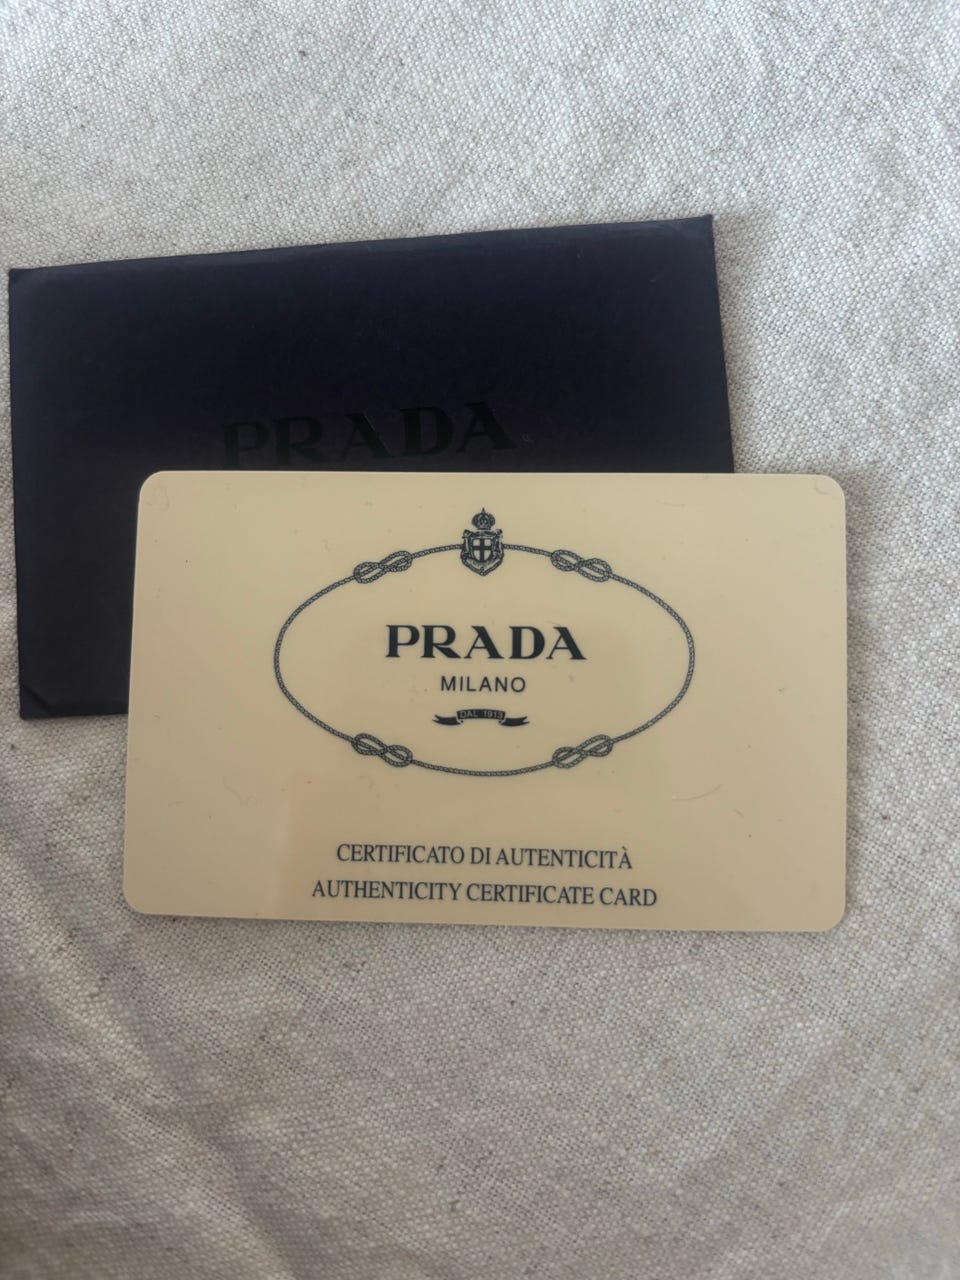 PRADA
PRADA
MILANO
DAL 1913
CERTIFICATO DI AUTENTICITÀ
AUTHENTICITY CERTIFICATE CARD